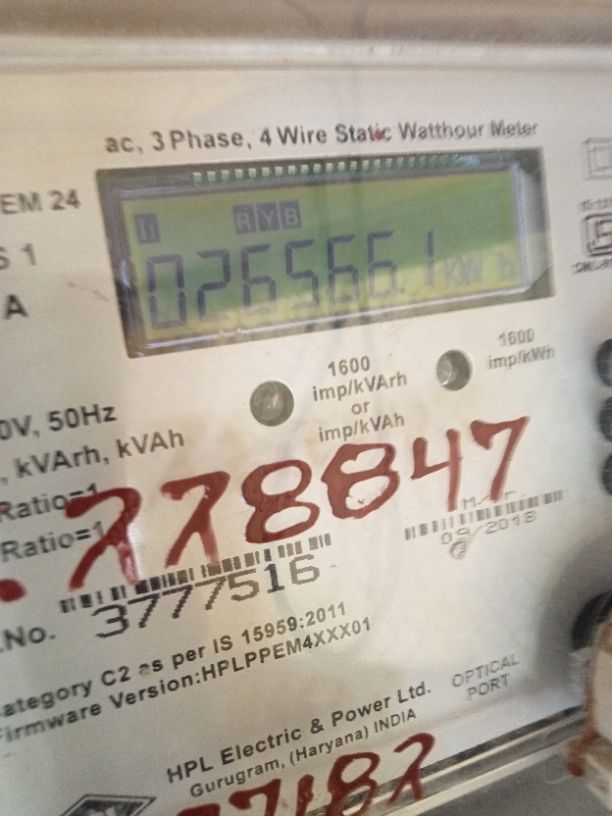 ac, 3 Phase, 4 Wire Static Watthour Meter
EM 24
S 1
A
R Y B
026566.1 kW h
1600
imp/kVArh
or
imp/kVAh
1600
imp/kWh
0V, 50Hz
, kVArh, kVAh
Ratio=1
Ratio=1
778847
09/2018
.No. 3777516
ategory C2 as per IS 15959:2011
irmware Version:HPLPPEM4XXX01
OPTICAL
PORT
HPL Electric & Power Ltd.
Gurugram, (Haryana) INDIA